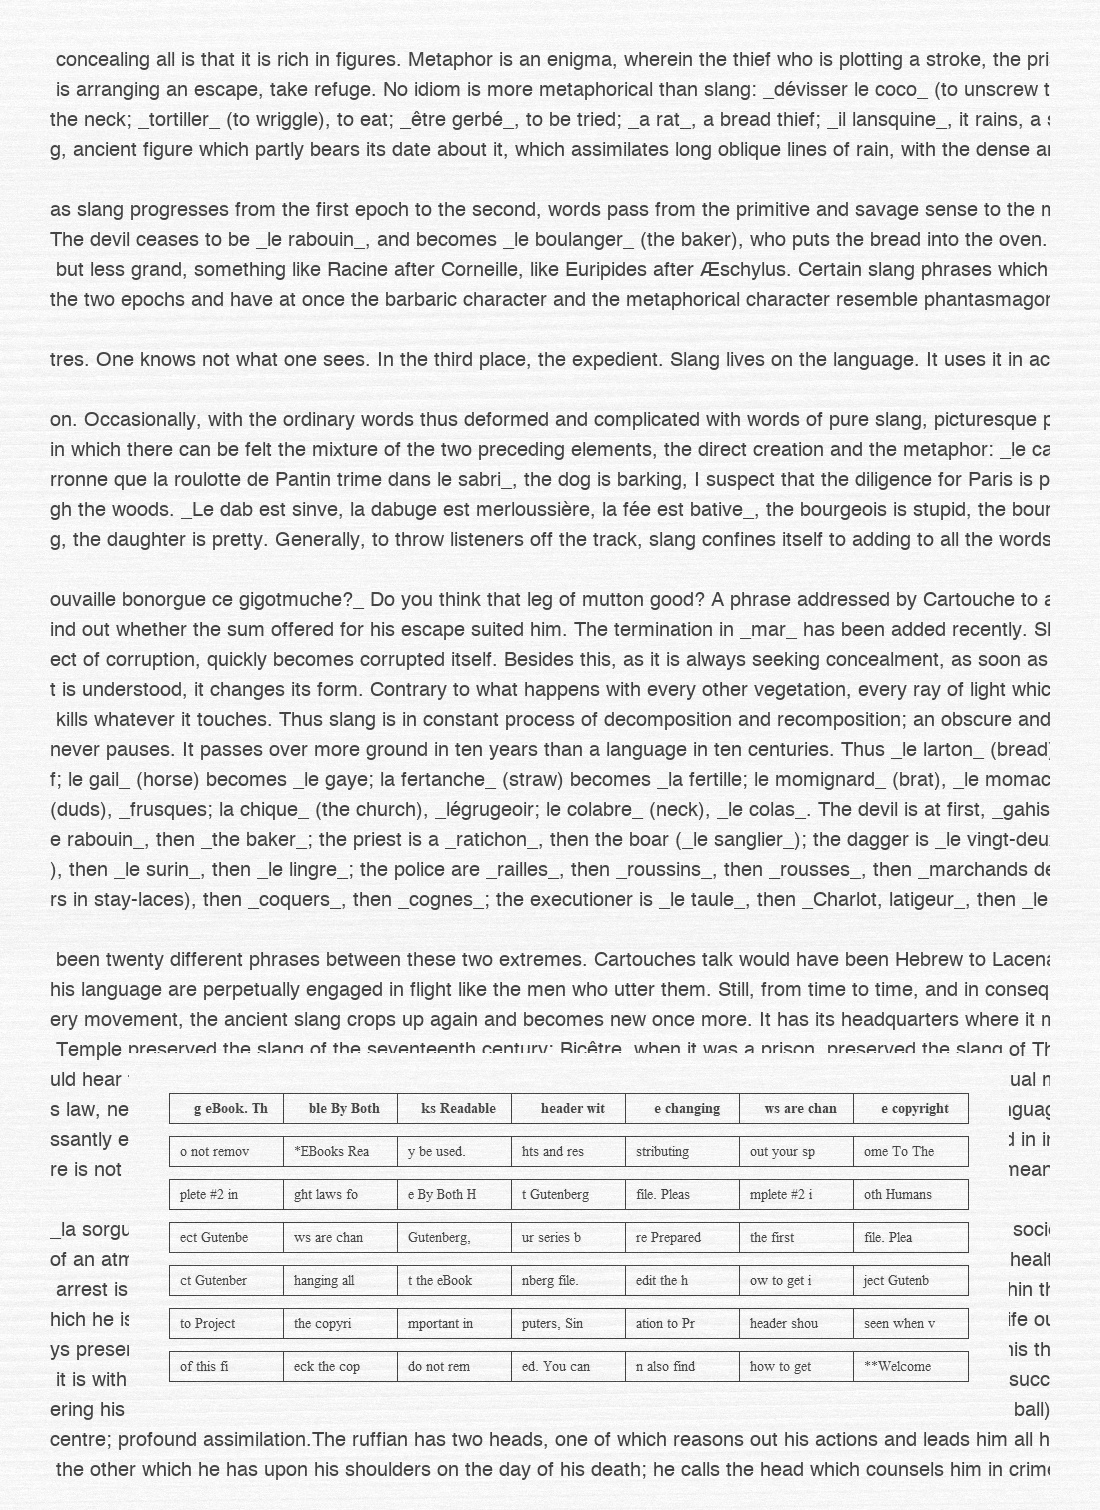 concealing all is that it is rich in figures. Metaphor is an enigma, wherein the thief who is plotting a stroke, the pri
is arranging an escape, take refuge. No idiom is more metaphorical than slang: _dévisser le coco_ (to unscrew t
the neck; _tortiller_ (to wriggle), to eat; _être gerbé_, to be tried; _a rat_, a bread thief; _il lansquine_, it rains, a s
g, ancient figure which partly bears its date about it, which assimilates long oblique lines of rain, with the dense an
as slang progresses from the first epoch to the second, words pass from the primitive and savage sense to the m
The devil ceases to be _le rabouin_, and becomes _le boulanger_ (the baker), who puts the bread into the oven.
but less grand, something like Racine after Corneille, like Euripides after Æschylus. Certain slang phrases which
the two epochs and have at once the barbaric character and the metaphorical character resemble phantasmagor
tres. One knows not what one sees. In the third place, the expedient. Slang lives on the language. It uses it in ac
on. Occasionally, with the ordinary words thus deformed and complicated with words of pure slang, picturesque p
in which there can be felt the mixture of the two preceding elements, the direct creation and the metaphor: _le ca
rronne que la roulotte de Pantin trime dans le sabri_, the dog is barking, I suspect that the diligence for Paris is p
gh the woods. _Le dab est sinve, la dabuge est merloussière, la fée est bative_, the bourgeois is stupid, the bour
g, the daughter is pretty. Generally, to throw listeners off the track, slang confines itself to adding to all the words
ouvaille bonorgue ce gigotmuche?_ Do you think that leg of mutton good? A phrase addressed by Cartouche to a
ind out whether the sum offered for his escape suited him. The termination in _mar_ has been added recently. Sl
ect of corruption, quickly becomes corrupted itself. Besides this, as it is always seeking concealment, as soon as
t is understood, it changes its form. Contrary to what happens with every other vegetation, every ray of light whic
kills whatever it touches. Thus slang is in constant process of decomposition and recomposition; an obscure and
never pauses. It passes over more ground in ten years than a language in ten centuries. Thus _le larton_ (bread)
f; le gail_ (horse) becomes _le gaye; la fertanche_ (straw) becomes _la fertille; le momignard_ (brat), _le momac
(duds), _frusques; la chique_ (the church), _légrugeoir; le colabre_ (neck), _le colas_. The devil is at first, _gahis
e rabouin_, then _the baker_; the priest is a _ratichon_, then the boar (_le sanglier_); the dagger is _le vingt-deux
), then _le surin_, then _le lingre_; the police are _railles_, then _roussins_, then _rousses_, then _marchands de
rs in stay-laces), then _coquers_, then _cognes_; the executioner is _le taule_, then _Charlot, latigeur_, then _le
been twenty different phrases between these two extremes. Cartouches talk would have been Hebrew to Lacena
his language are perpetually engaged in flight like the men who utter them. Still, from time to time, and in conseq
ery movement, the ancient slang crops up again and becomes new once more. It has its headquarters where it m
Temple preserved the slang of the seventeenth century; Bicêtre, when it was a prison, preserved the slang of Th
uld hear ual m
g eBook. Th ble By Both ks Readable header wit e changing ws are chan e copyright
s law, ne nguag
ssantly e d in in
o not remov *EBooks Rea y be used. hts and res stributing out your sp ome To The
re is not mean
plete #2 in ght laws fo e By Both H t Gutenberg file. Pleas mplete #2 i oth Humans
_la sorgu socie
ect Gutenbe ws are chan Gutenberg, ur series b re Prepared the first file. Plea
of an atm healt
ct Gutenber hanging all t the eBook nberg file. edit the h ow to get i ject Gutenb
arrest is hin th
hich he is ife ou
to Project the copyri mportant in puters, Sin ation to Pr header shou seen when v
ys presen his th
of this fi eck the cop do not rem ed. You can n also find how to get **Welcome
it is with succ
ering his ball)
centre; profound assimilation.The ruffian has two heads, one of which reasons out his actions and leads him all h
the other which he has upon his shoulders on the day of his death; he calls the head which counsels him in crime